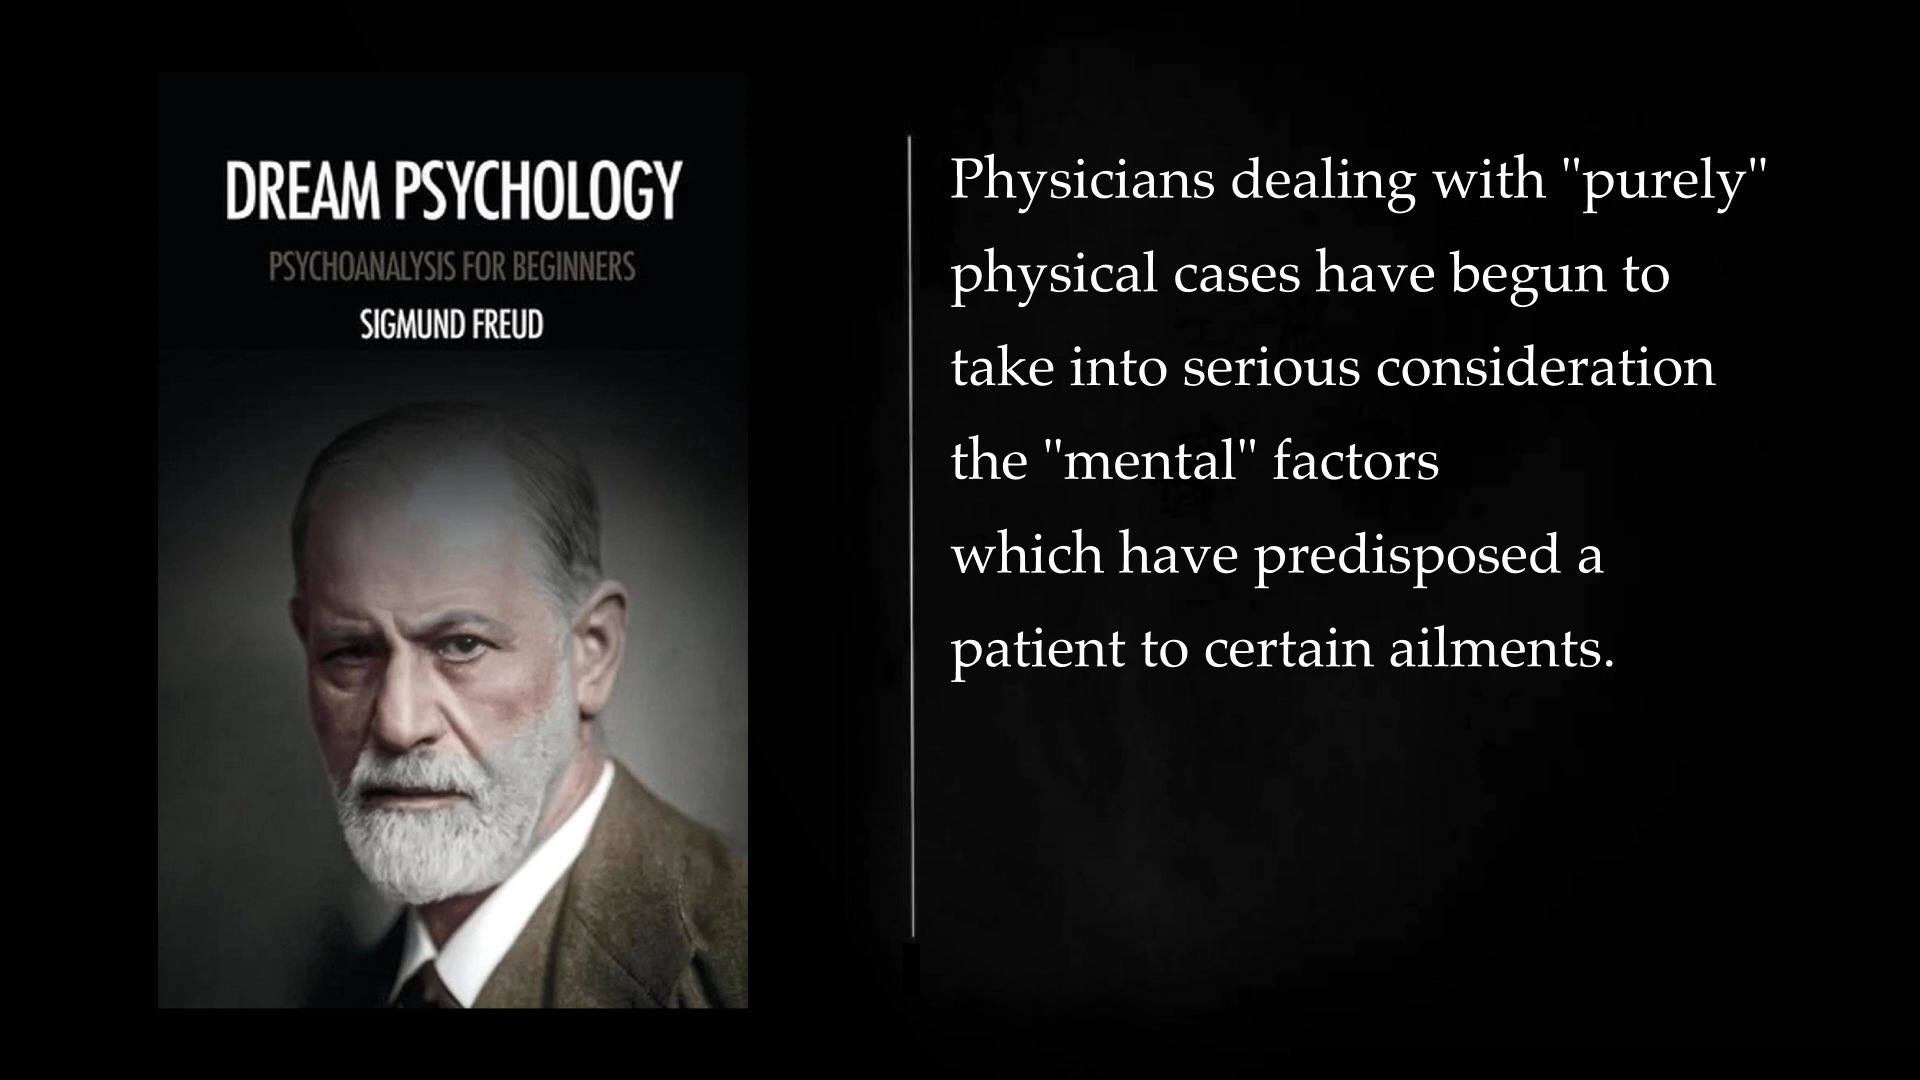 DREAM PSYCHOLOGY
PSYCHOANALYSIS FOR BEGINNERS
SIGMUND FREUD
Physicians dealing with "purely"
physical cases have begun to
take into serious consideration
the "mental" factors
which have predisposed a
patient to certain ailments.